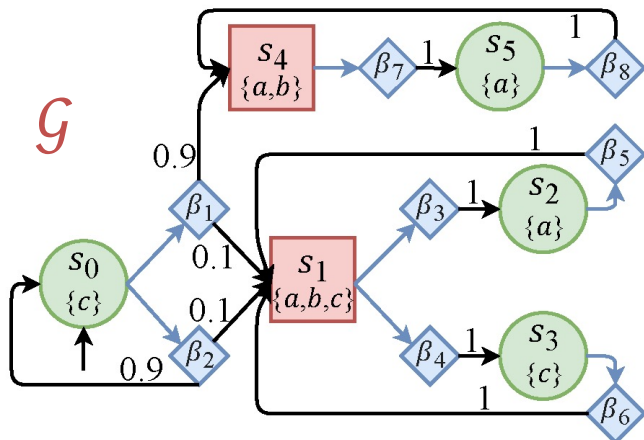 1
s₄
{a,b}
β₇
1
s₅
{a}
β₈
𝒢
0.9
1
β₅
β₁
β₃
1
s₂
{a}
0.1
s₀
{c}
s₁
{a,b,c}
0.1
β₂
β₄
1
s₃
{c}
0.9
1
β₆